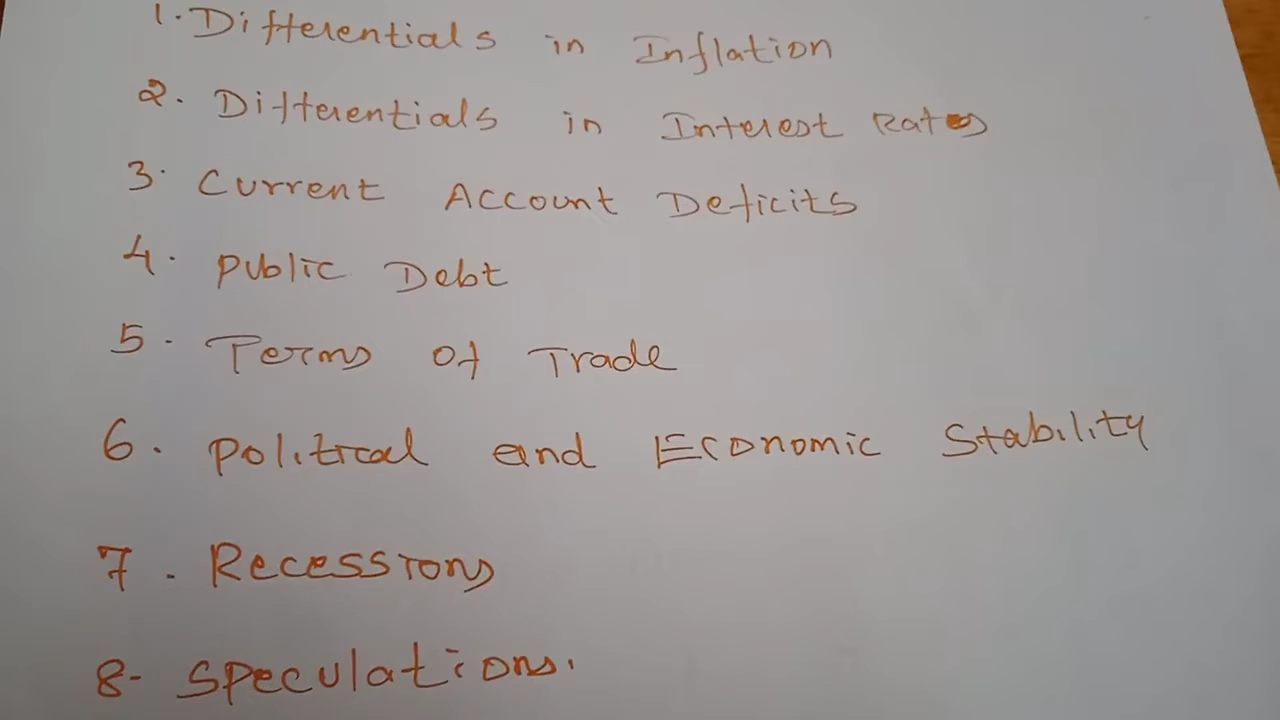 1. Differentials in Inflation
2. Differentials in Interest Rates
3. Current Account Deficits
4. Public Debt
5. Terms of Trade
6. Political and Economic Stability
7. Recessions
8- Speculations.